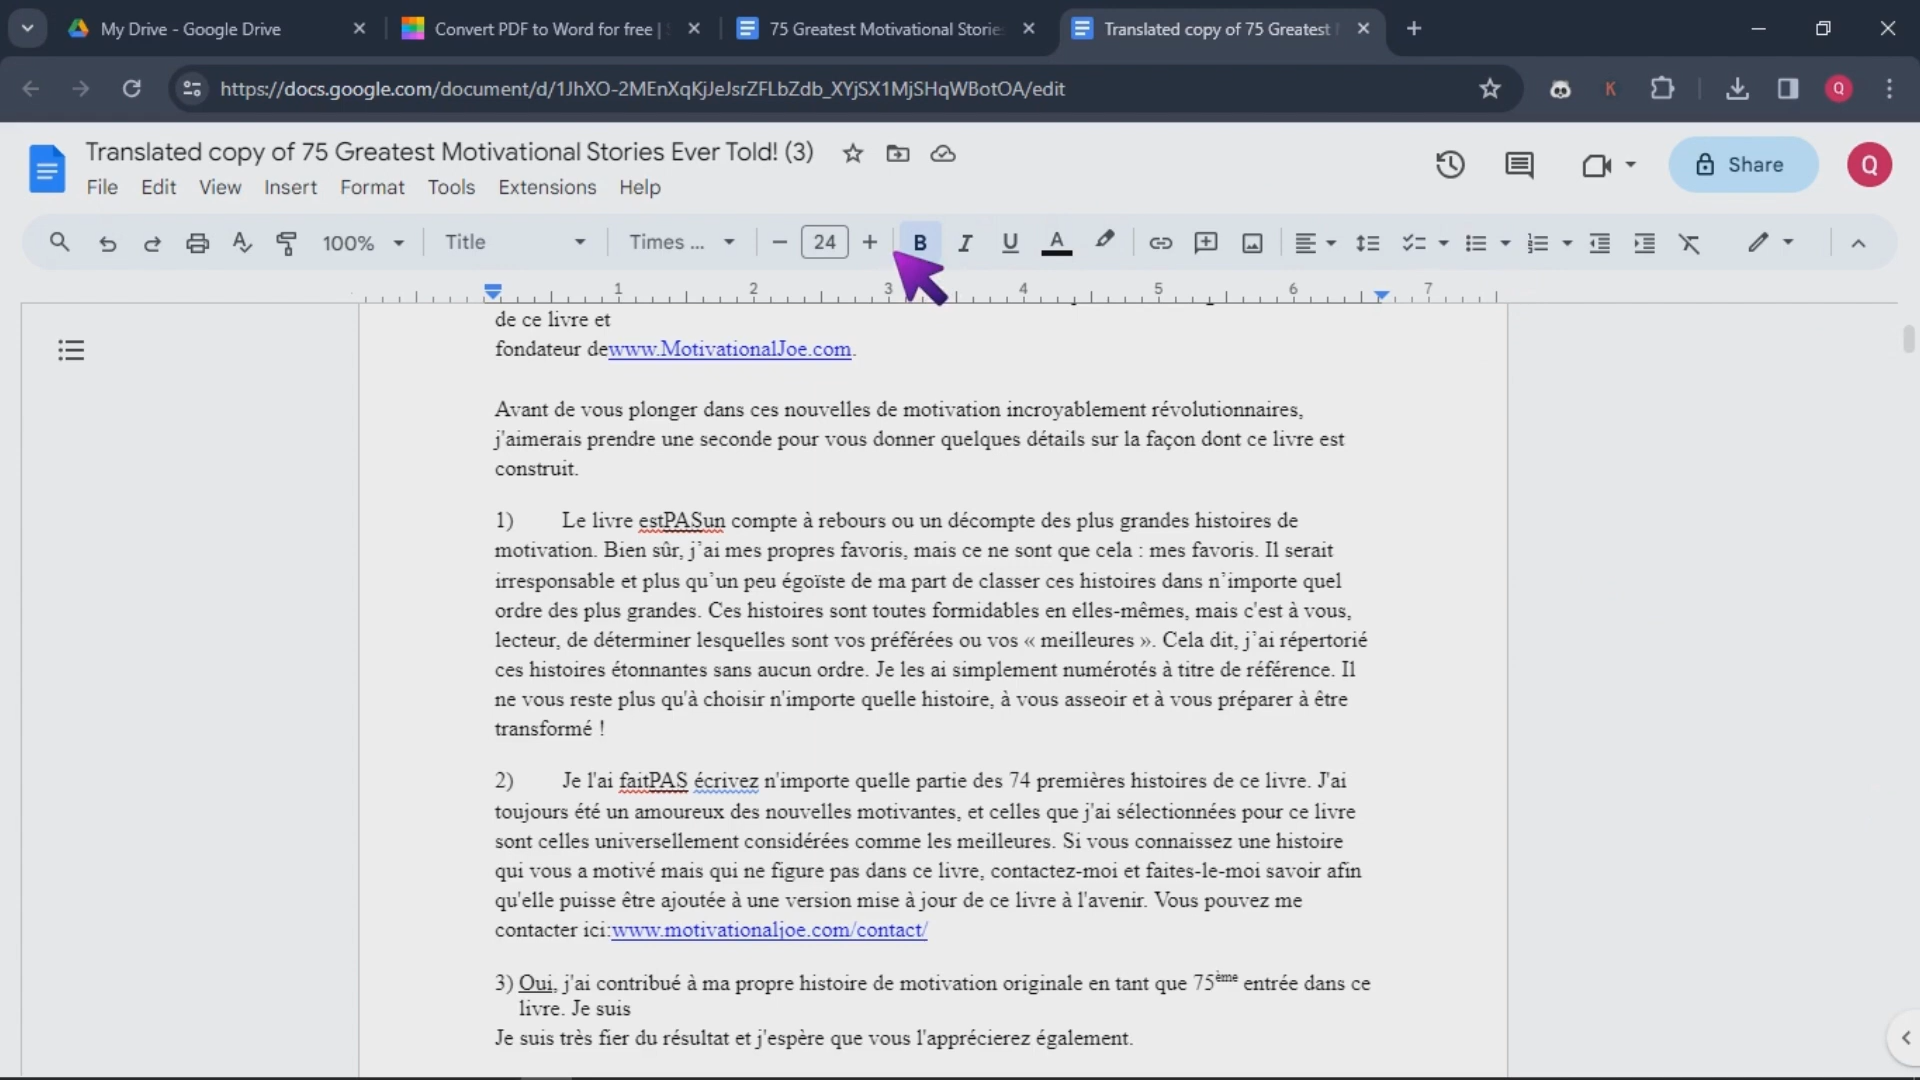 My Drive - Google Drive
Convert PDF to Word for free |
75 Greatest Motivational Storie
Translated copy of 75 Greatest
https://docs.google.com/document/d/1JhXO-2MEnXqKjJeJsrZFLbZdb_XYjSX1MjSHqWBotOA/edit
K
Q
Translated copy of 75 Greatest Motivational Stories Ever Told! (3)
File Edit View Insert Format Tools Extensions Help
Share
Q
100% Title Times ... 24 B I U A
1 2 3 4 5 6 7
de ce livre et
fondateur dewww.MotivationalJoe.com.
Avant de vous plonger dans ces nouvelles de motivation incroyablement révolutionnaires,
j'aimerais prendre une seconde pour vous donner quelques détails sur la façon dont ce livre est
construit.
1) Le livre estPASun compte à rebours ou un décompte des plus grandes histoires de
motivation. Bien sûr, j’ai mes propres favoris, mais ce ne sont que cela : mes favoris. Il serait
irresponsable et plus qu’un peu égoïste de ma part de classer ces histoires dans n’importe quel
ordre des plus grandes. Ces histoires sont toutes formidables en elles-mêmes, mais c'est à vous,
lecteur, de déterminer lesquelles sont vos préférées ou vos « meilleures ». Cela dit, j’ai répertorié
ces histoires étonnantes sans aucun ordre. Je les ai simplement numérotés à titre de référence. Il
ne vous reste plus qu'à choisir n'importe quelle histoire, à vous asseoir et à vous préparer à être
transformé !
2) Je l'ai faitPAS écrivez n'importe quelle partie des 74 premières histoires de ce livre. J'ai
toujours été un amoureux des nouvelles motivantes, et celles que j'ai sélectionnées pour ce livre
sont celles universellement considérées comme les meilleures. Si vous connaissez une histoire
qui vous a motivé mais qui ne figure pas dans ce livre, contactez-moi et faites-le-moi savoir afin
qu'elle puisse être ajoutée à une version mise à jour de ce livre à l'avenir. Vous pouvez me
contacter ici:www.motivationaljoe.com/contact/
3) Oui, j'ai contribué à ma propre histoire de motivation originale en tant que 75ème entrée dans ce
livre. Je suis
Je suis très fier du résultat et j'espère que vous l'apprécierez également.